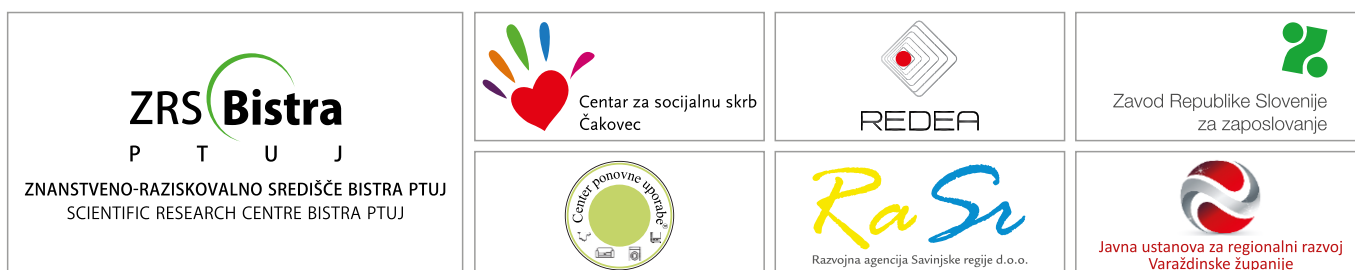 ZRS Bistra
PTUJ
ZNANSTVENO-RAZISKOVALNO SREDIŠČE BISTRA PTUJ
SCIENTIFIC RESEARCH CENTRE BISTRA PTUJ
Centar za socijalnu skrb
Čakovec
REDEA
Zavod Republike Slovenije
za zaposlovanje
Center ponovne uporabe®
RaSr
Razvojna agencija Savinjske regije d.o.o.
Javna ustanova za regionalni razvoj
Varaždinske županije